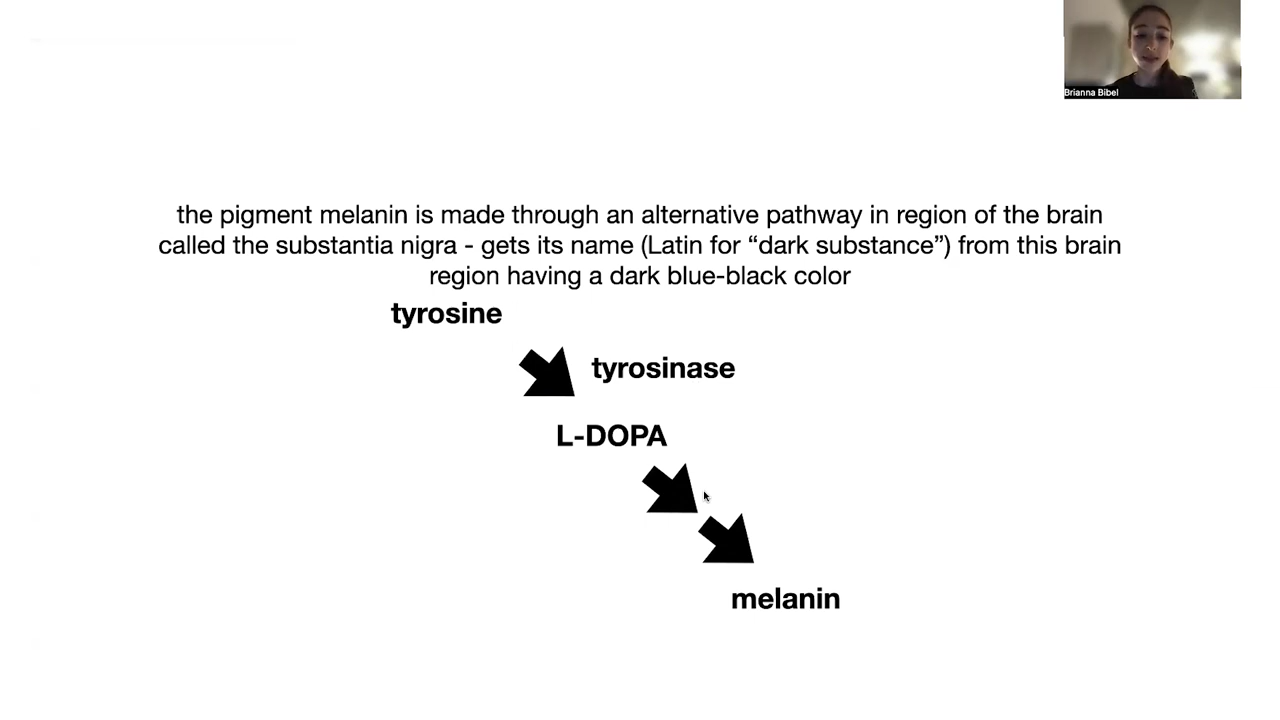 Brianna Bibel
the pigment melanin is made through an alternative pathway in region of the brain
called the substantia nigra - gets its name (Latin for “dark substance”) from this brain
region having a dark blue-black color
tyrosine
tyrosinase
L-DOPA
melanin